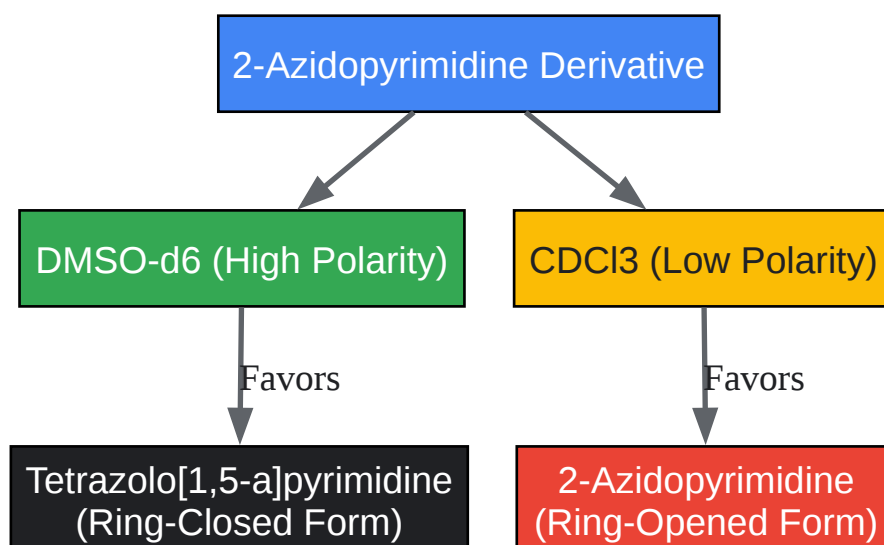 2-Azidopyrimidine Derivative
DMSO-d6 (High Polarity)
CDCl3 (Low Polarity)
Favors
Favors
Tetrazolo[1,5-a]pyrimidine
(Ring-Closed Form)
2-Azidopyrimidine
(Ring-Opened Form)